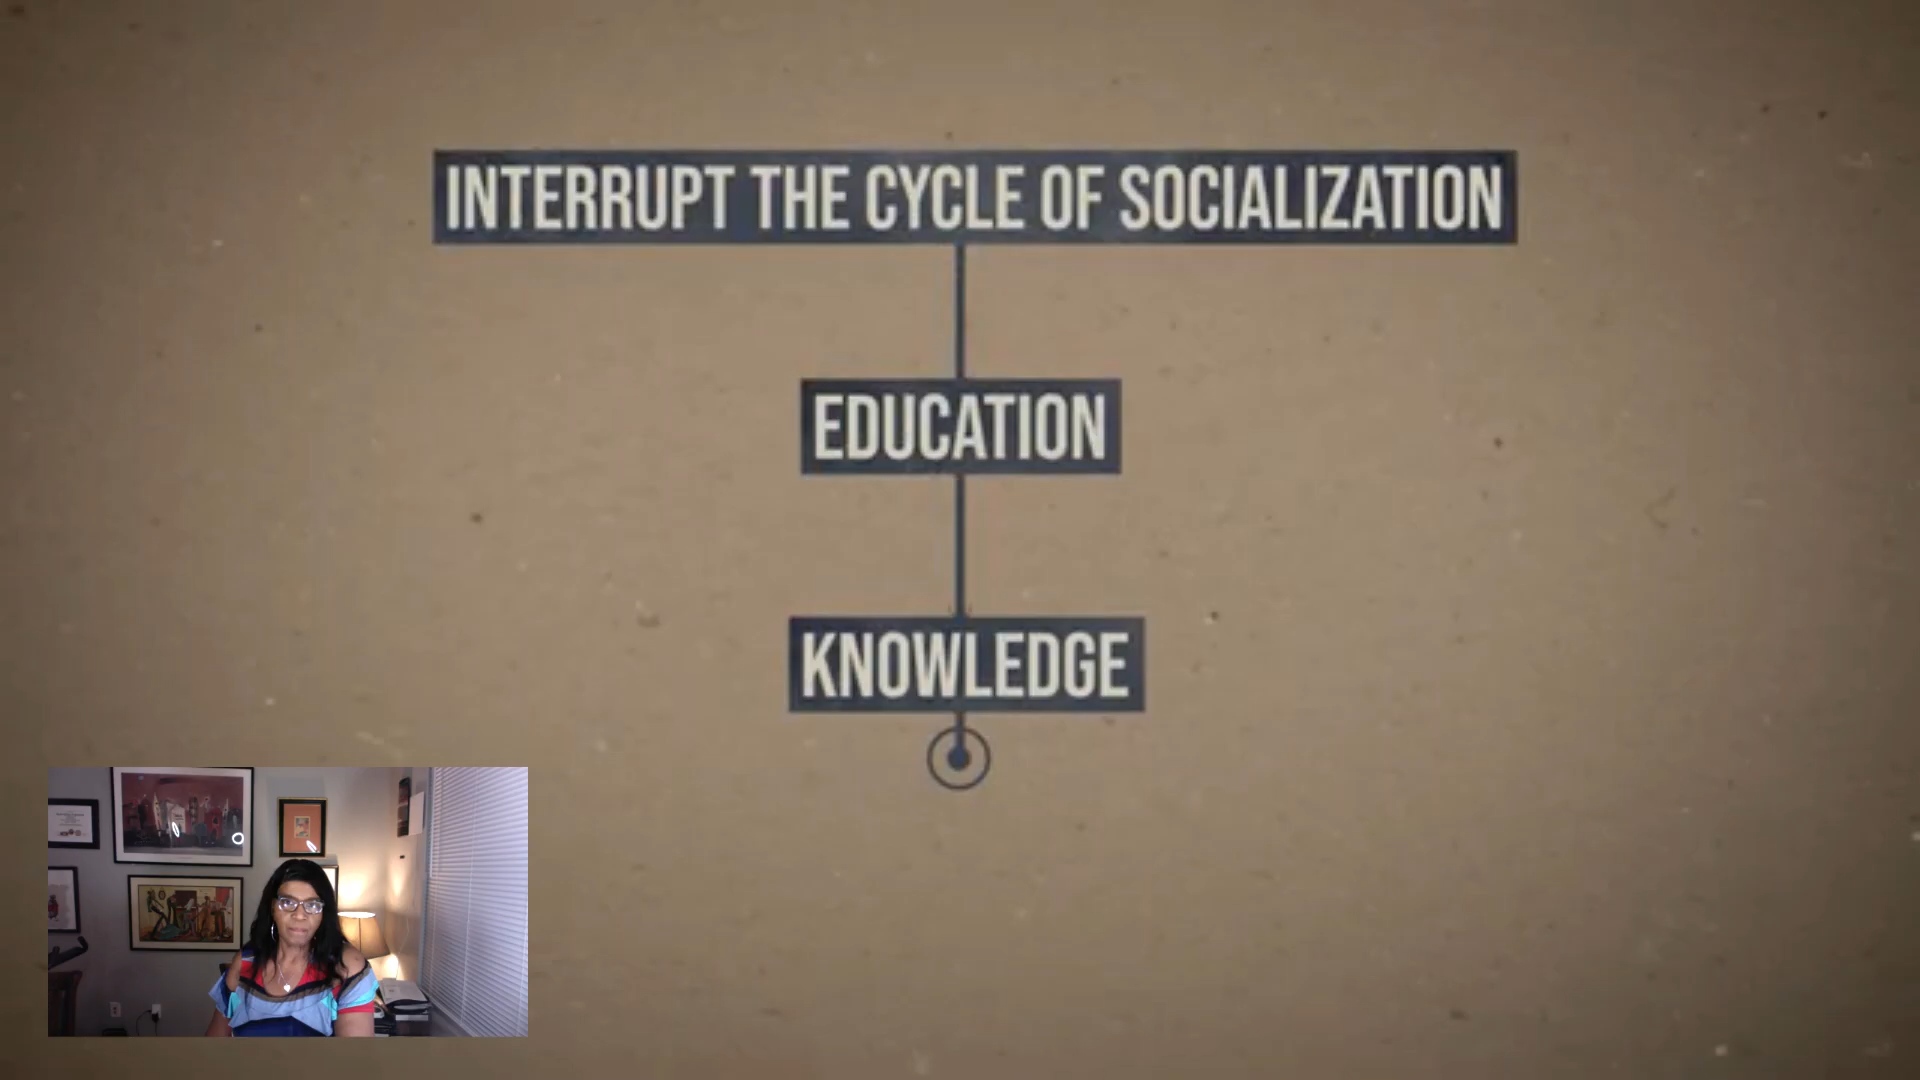 INTERRUPT THE CYCLE OF SOCIALIZATION
EDUCATION
KNOWLEDGE